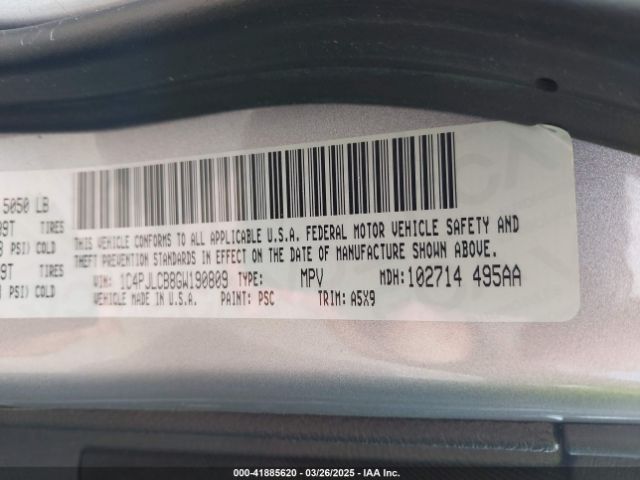 5050 LB
9T TIRES
PSI) COLD
9T TIRES
PSI) COLD
THIS VEHICLE CONFORMS TO ALL APPLICABLE U.S.A. FEDERAL MOTOR VEHICLE SAFETY AND
THEFT PREVENTION STANDARDS IN EFFECT ON THE DATE OF MANUFACTURE SHOWN ABOVE.
VIN: 1C4PJLCB8GW190809 TYPE: MPV MDH:102714 495AA
VEHICLE MADE IN U.S.A. PAINT: PSC TRIM: A5X9
000-41885620 | 03/26/2025 | IAA Inc.